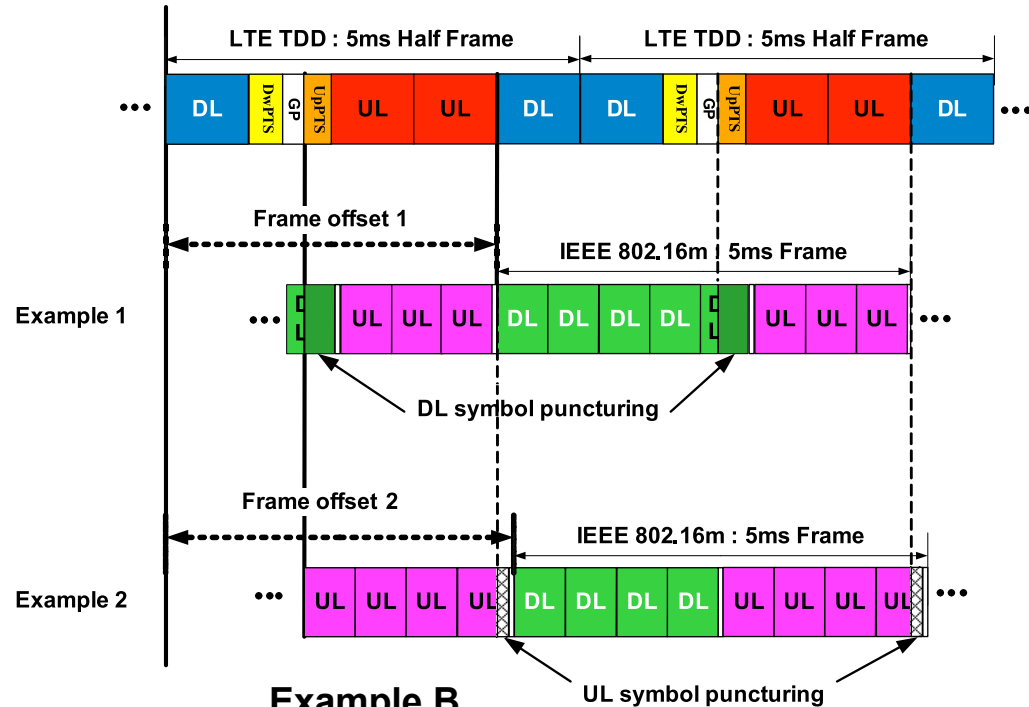 LTE TDD : 5ms Half Frame LTE TDD : 5ms Half Frame
••• DL DwPTS GP UpPTS UL UL DL DL DwPTS GP UpPTS UL UL DL •••
Frame offset 1
IEEE 802.16m : 5ms Frame
Example 1 ••• DL UL UL UL DL DL DL DL DL UL UL UL •••
DL symbol puncturing
Frame offset 2
IEEE 802.16m : 5ms Frame
Example 2 ••• UL UL UL UL DL DL DL DL UL UL UL UL •••
Example B
UL symbol puncturing